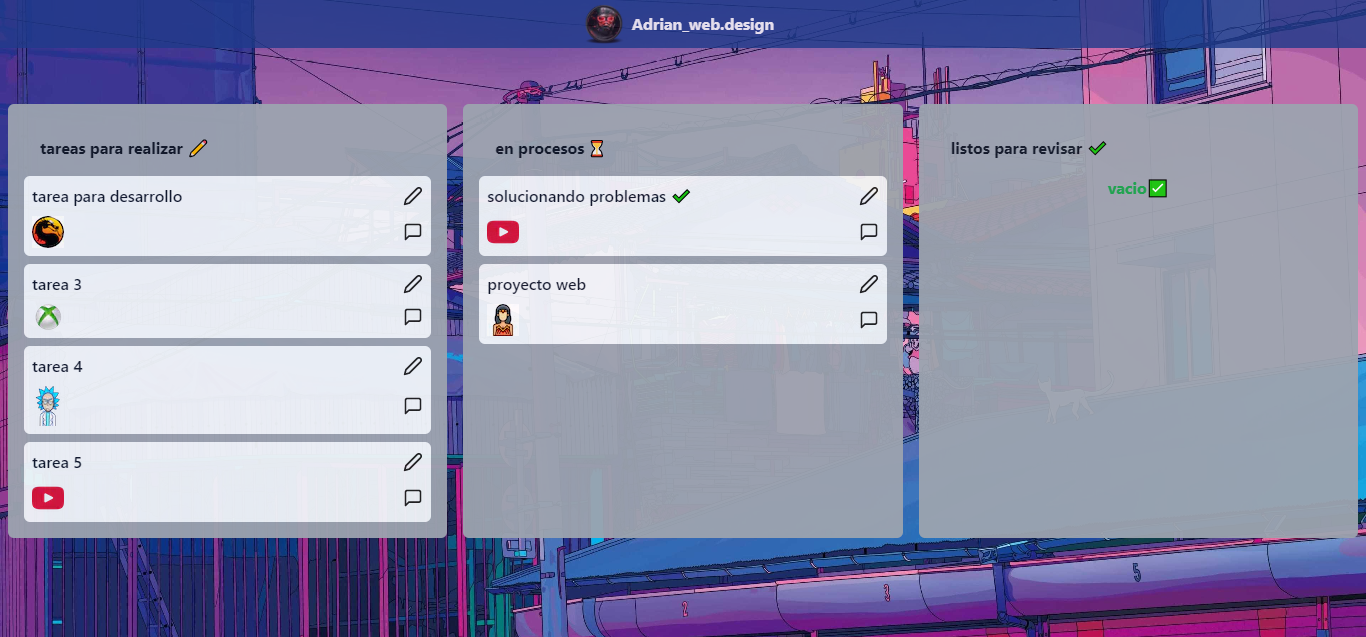 Adrian_web.design
tareas para realizar
tarea para desarrollo
tarea 3
tarea 4
tarea 5
en procesos
solucionando problemas
proyecto web
listos para revisar
vacio
2
3
5